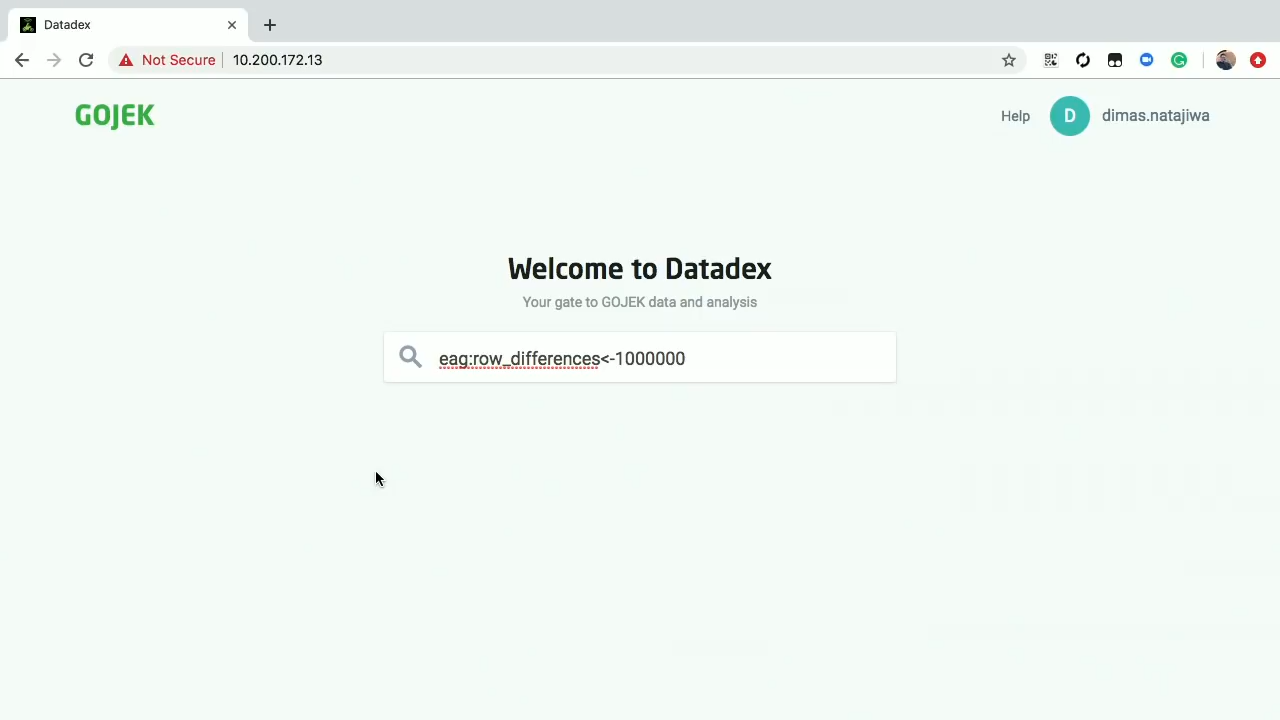 Datadex
Not Secure 10.200.172.13
GOJEK
Help D dimas.natajiwa
Welcome to Datadex
Your gate to GOJEK data and analysis
eag:row_differences<-1000000